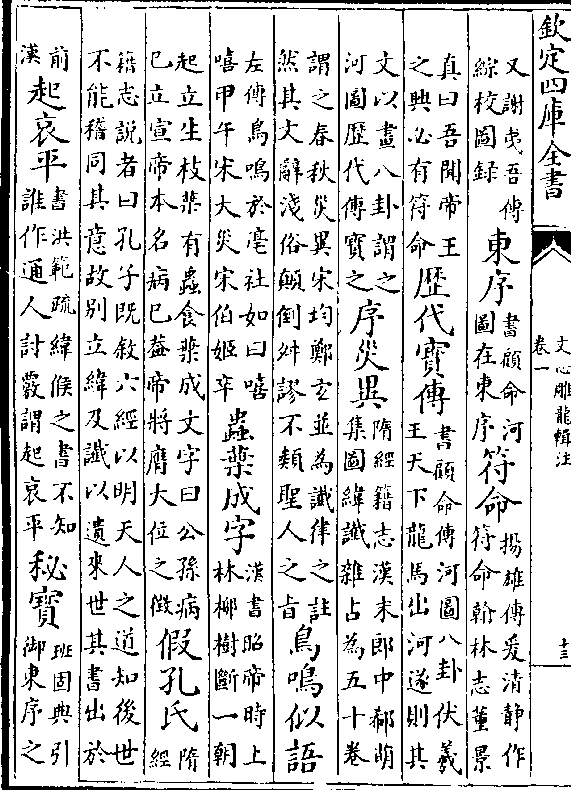 欽定四庫全書
文心雕龍輯注
卷一
十三
又謝曵吾傳
綜校圖録
東序
書顧命河
圖在東序
符命
揚雄傳爰清靜作
符命翰林志董景
真曰吾聞帝王
之興必有符命
歴代寶傳
書顧命傳河圖八卦伏羲
王天下龍馬出河遂則其
文以畫八卦謂之
河圖歴代傳寶之
序災異
隋經籍志漢末郎中郗萌
集圖緯讖雜占為五十卷
謂之春秋災異宋均鄭玄並為讖律之註
然其文辭淺俗顛倒舛謬不類聖人之旨
鳥鳴似語
左傳鳥鳴於亳社如曰嘻
嘻甲午宋大災宋伯姬卒
蟲葉成字
漢書昭帝時上
林柳樹斷一朝
起立生枝葉有蟲食葉成文字曰公孫病
已立宣帝本名病已益帝將膺大位之徵
假孔氏
隋
經
籍志說者曰孔子既敘六經以明天人之道知後世
不能稽同其意故别立緯及讖以遺來世其書出於
前
漢
起哀平
書洪範疏緯候之書不知
誰作通人討覈謂起哀平
秘寶
班固典引
御東序之